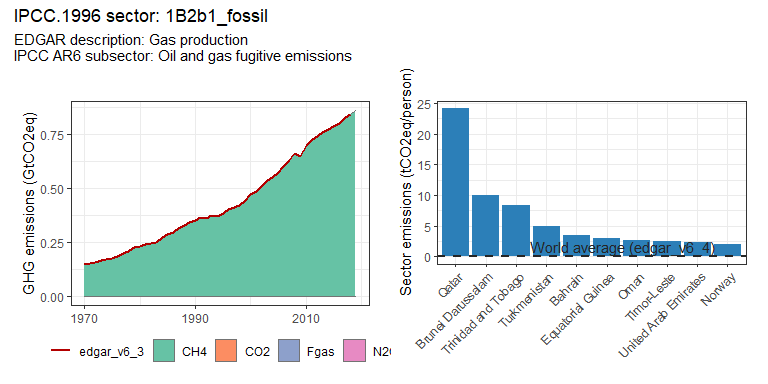 IPCC.1996 sector: 1B2b1_fossil
EDGAR description: Gas production
IPCC AR6 subsector: Oil and gas fugitive emissions
GHG emissions (GtCO2eq)
0.75
0.50
0.25
0.00
1970
1990
2010
edgar_v6_3
CH4
CO2
Fgas
N2
Sector emissions (tCO2eq/person)
25
20
15
10
5
0
World average (edgar_v6_4)
Qatar
Brunei Darussalam
Trinidad and Tobago
Turkmenistan
Bahrain
Equatorial Guinea
Oman
Timor-Leste
United Arab Emirates
Norway